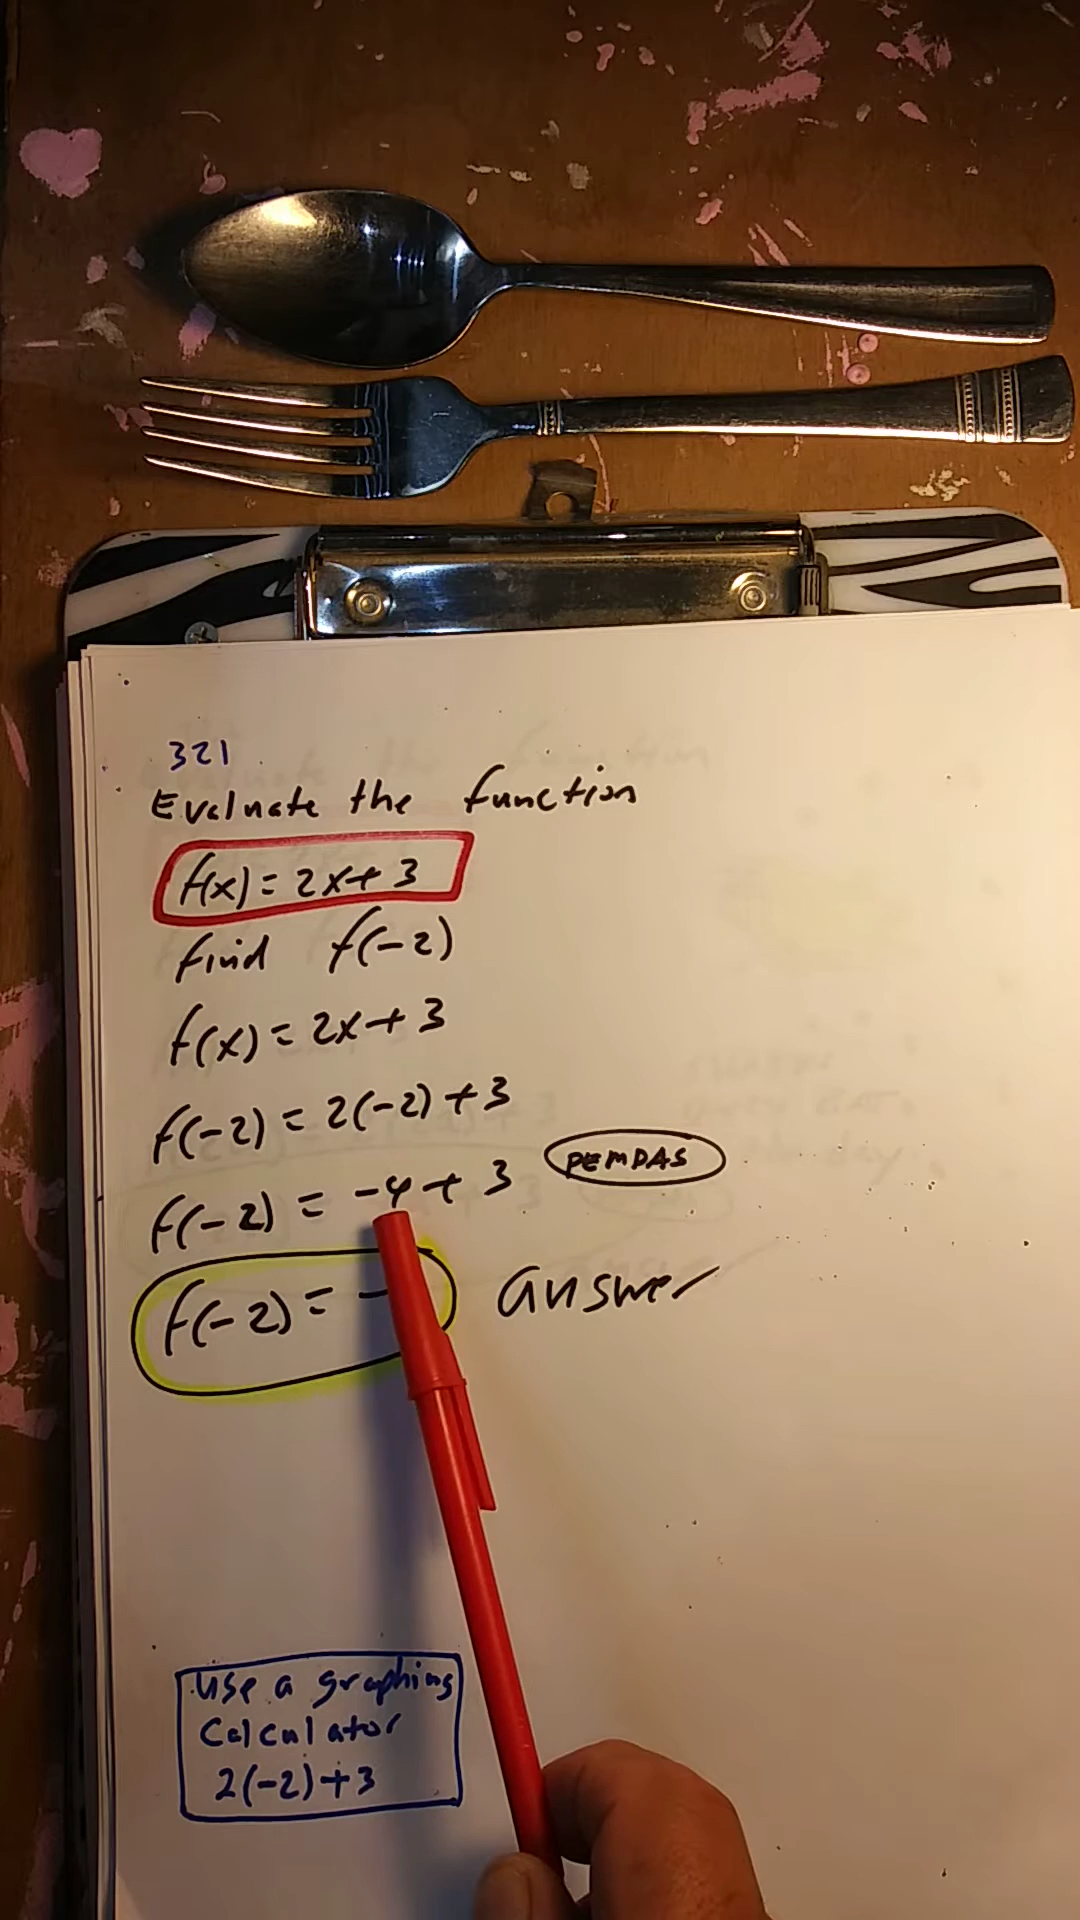 321
Evaluate the function
f(x) = 2x + 3
find f(-2)
f(x) = 2x + 3
f(-2) = 2(-2) + 3
f(-2) = -4 + 3 PEMDAS
f(-2) = - answer
use a graphing
Calculator
2(-2) + 3